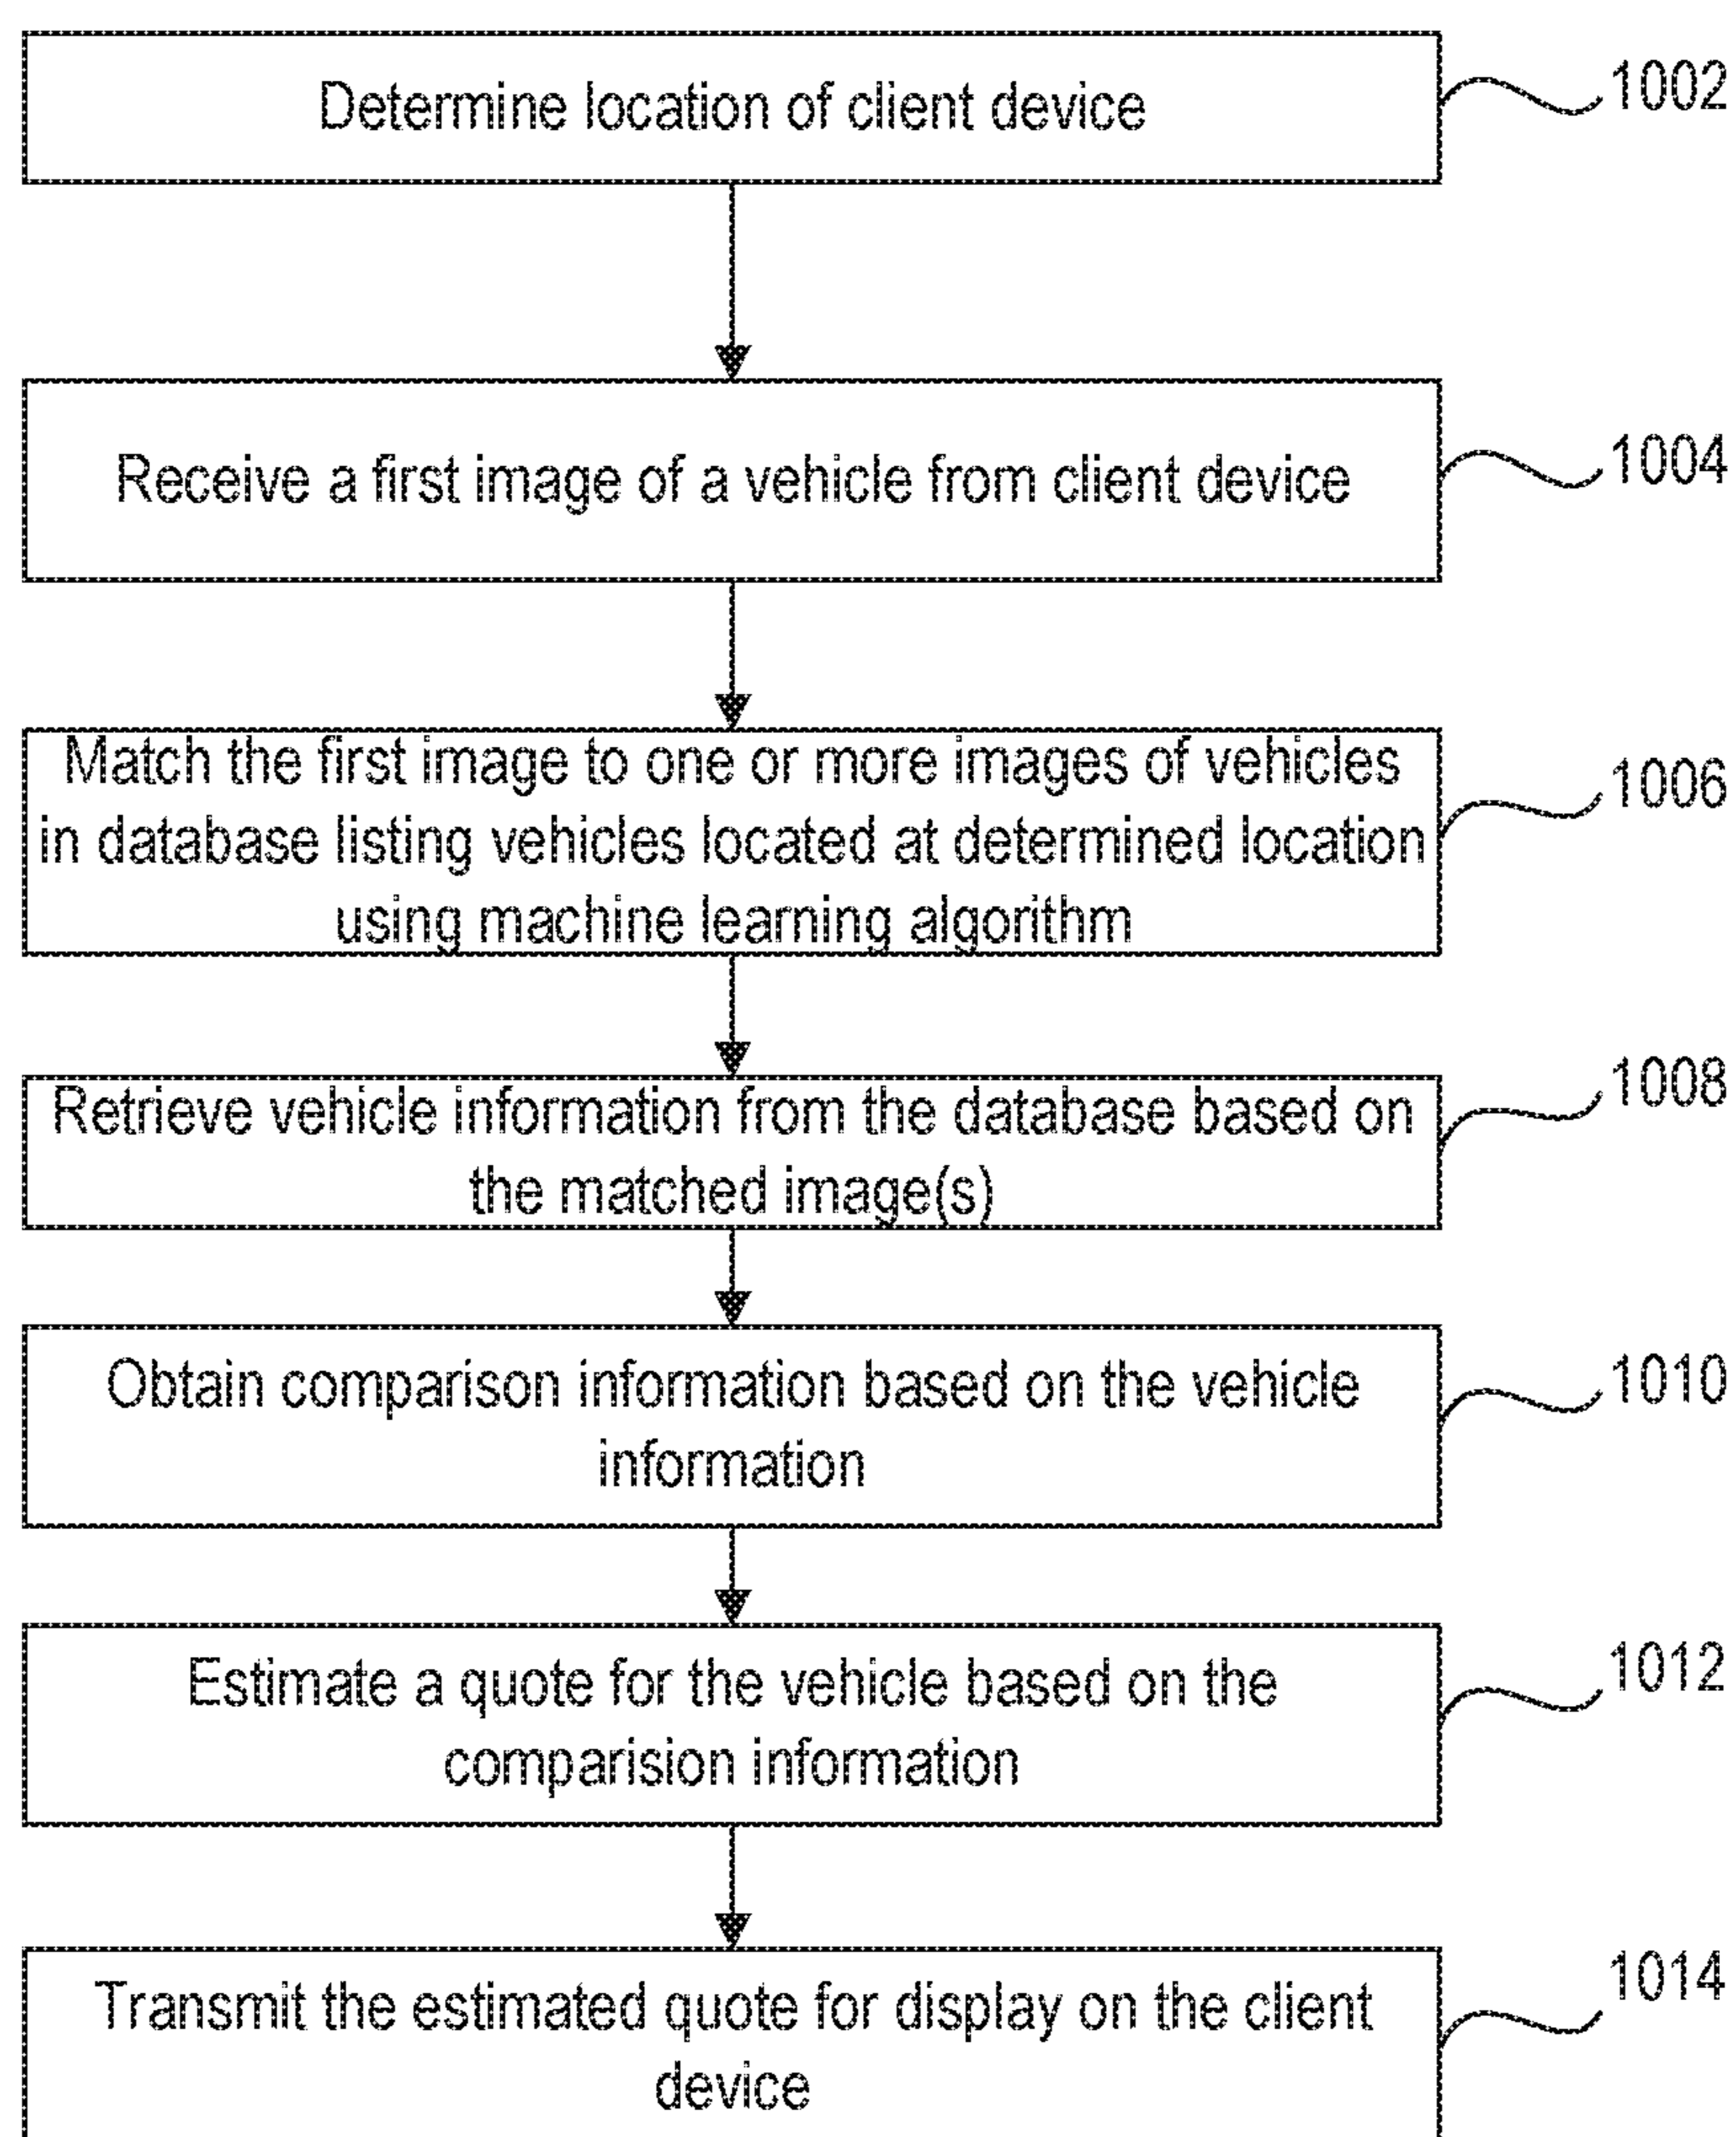 Determine location of client device
1002
Receive a first image of a vehicle from client device
1004
Match the first image to one or more images of vehicles
in database listing vehicles located at determined location
using machine learning algorithm
1006
Retrieve vehicle information from the database based on
the matched image(s)
1008
Obtain comparison information based on the vehicle
information
1010
Estimate a quote for the vehicle based on the
comparision information
1012
Transmit the estimated quote for display on the client
device
1014